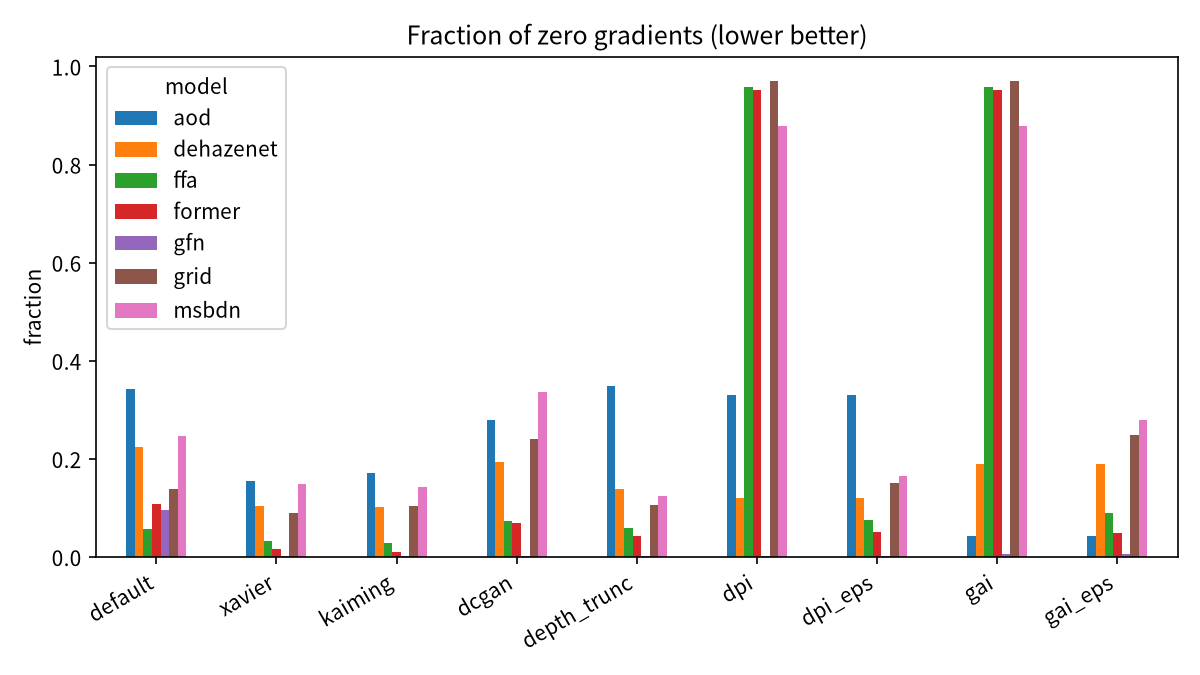 Fraction of zero gradients (lower better)
1.0
0.8
0.6
0.4
0.2
0.0
fraction
model
aod
dehazenet
ffa
former
gfn
grid
msbdn
default
xavier
kaiming
dcgan
depth_trunc
dpi
dpi_eps
gai
gai_eps